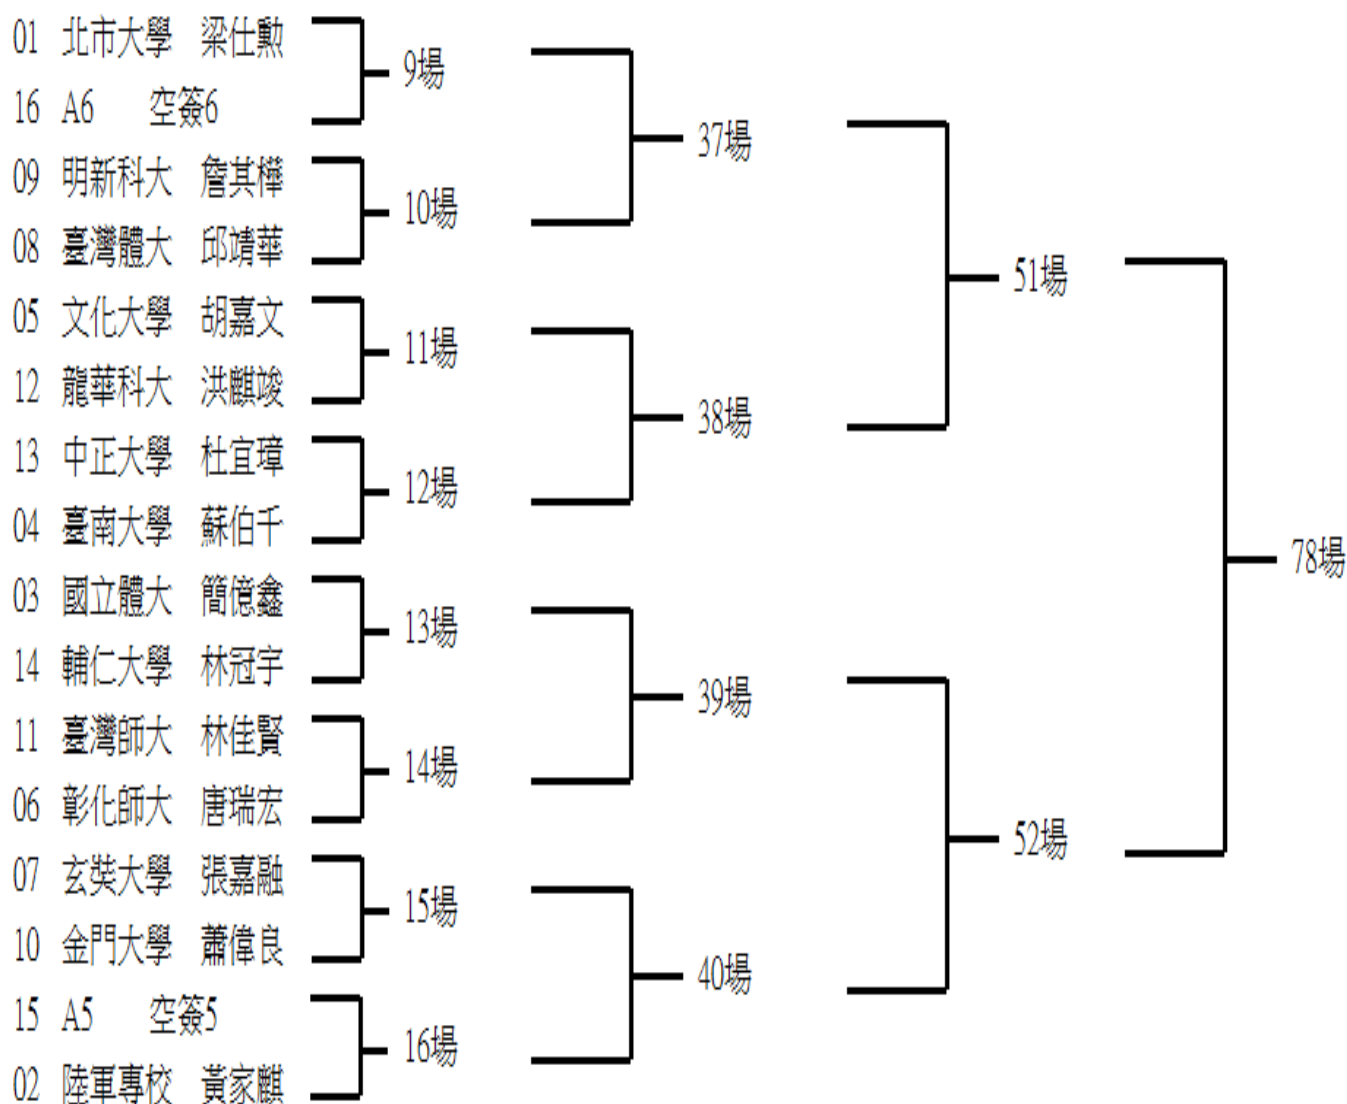 01 北市大學 梁仕勲
9場
16 A6 空簽6
37場
09 明新科大 詹其樺
10場
08 臺灣體大 邱靖華
51場
05 文化大學 胡嘉文
11場
12 龍華科大 洪麒竣
38場
13 中正大學 杜宜璋
12場
04 臺南大學 蘇伯千
78場
03 國立體大 簡億鑫
13場
14 輔仁大學 林冠宇
39場
11 臺灣師大 林佳賢
14場
06 彰化師大 唐瑞宏
52場
07 玄奘大學 張嘉融
15場
10 金門大學 蕭偉良
40場
15 A5 空簽5
16場
02 陸軍專校 黃家麒